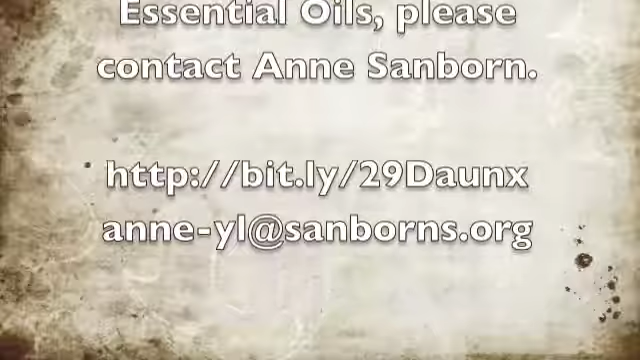 Essential Oils, please
contact Anne Sanborn.
http://bit.ly/29Daunx
anne-yl@sanborns.org